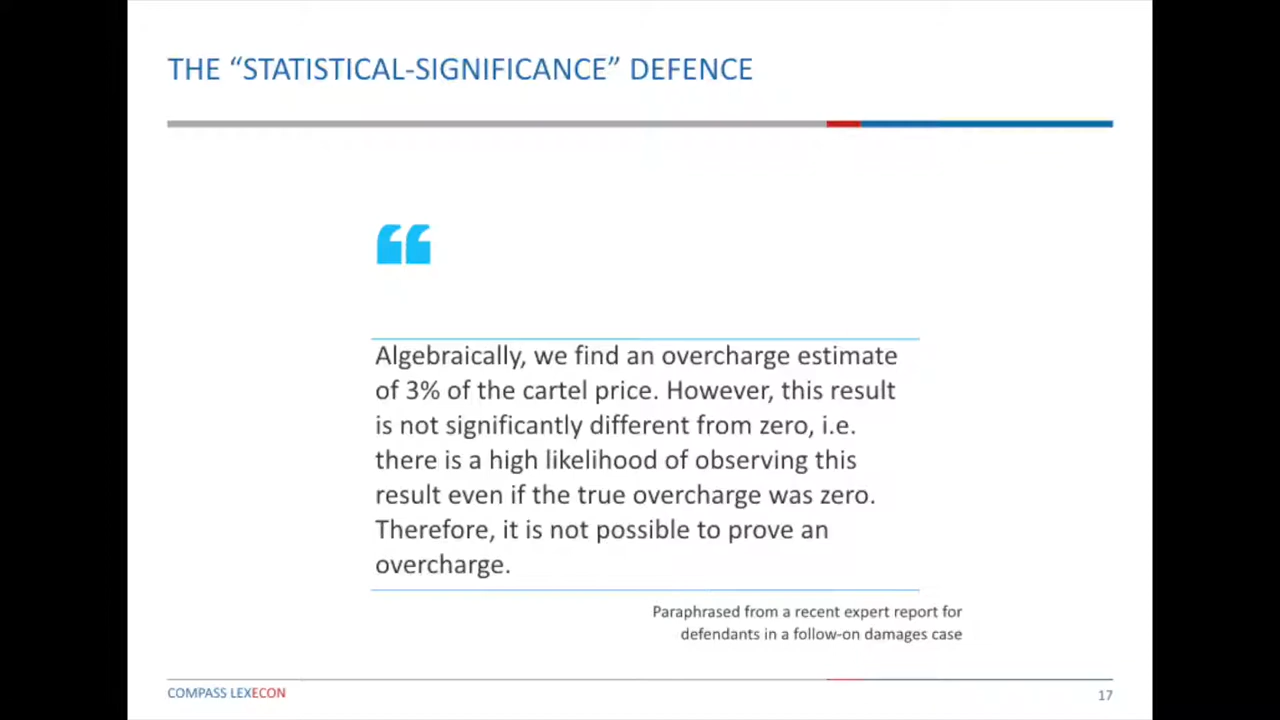 THE “STATISTICAL-SIGNIFICANCE” DEFENCE
“
Algebraically, we find an overcharge estimate
of 3% of the cartel price. However, this result
is not significantly different from zero, i.e.
there is a high likelihood of observing this
result even if the true overcharge was zero.
Therefore, it is not possible to prove an
overcharge.
Paraphrased from a recent expert report for
defendants in a follow-on damages case
COMPASS LEXECON
17